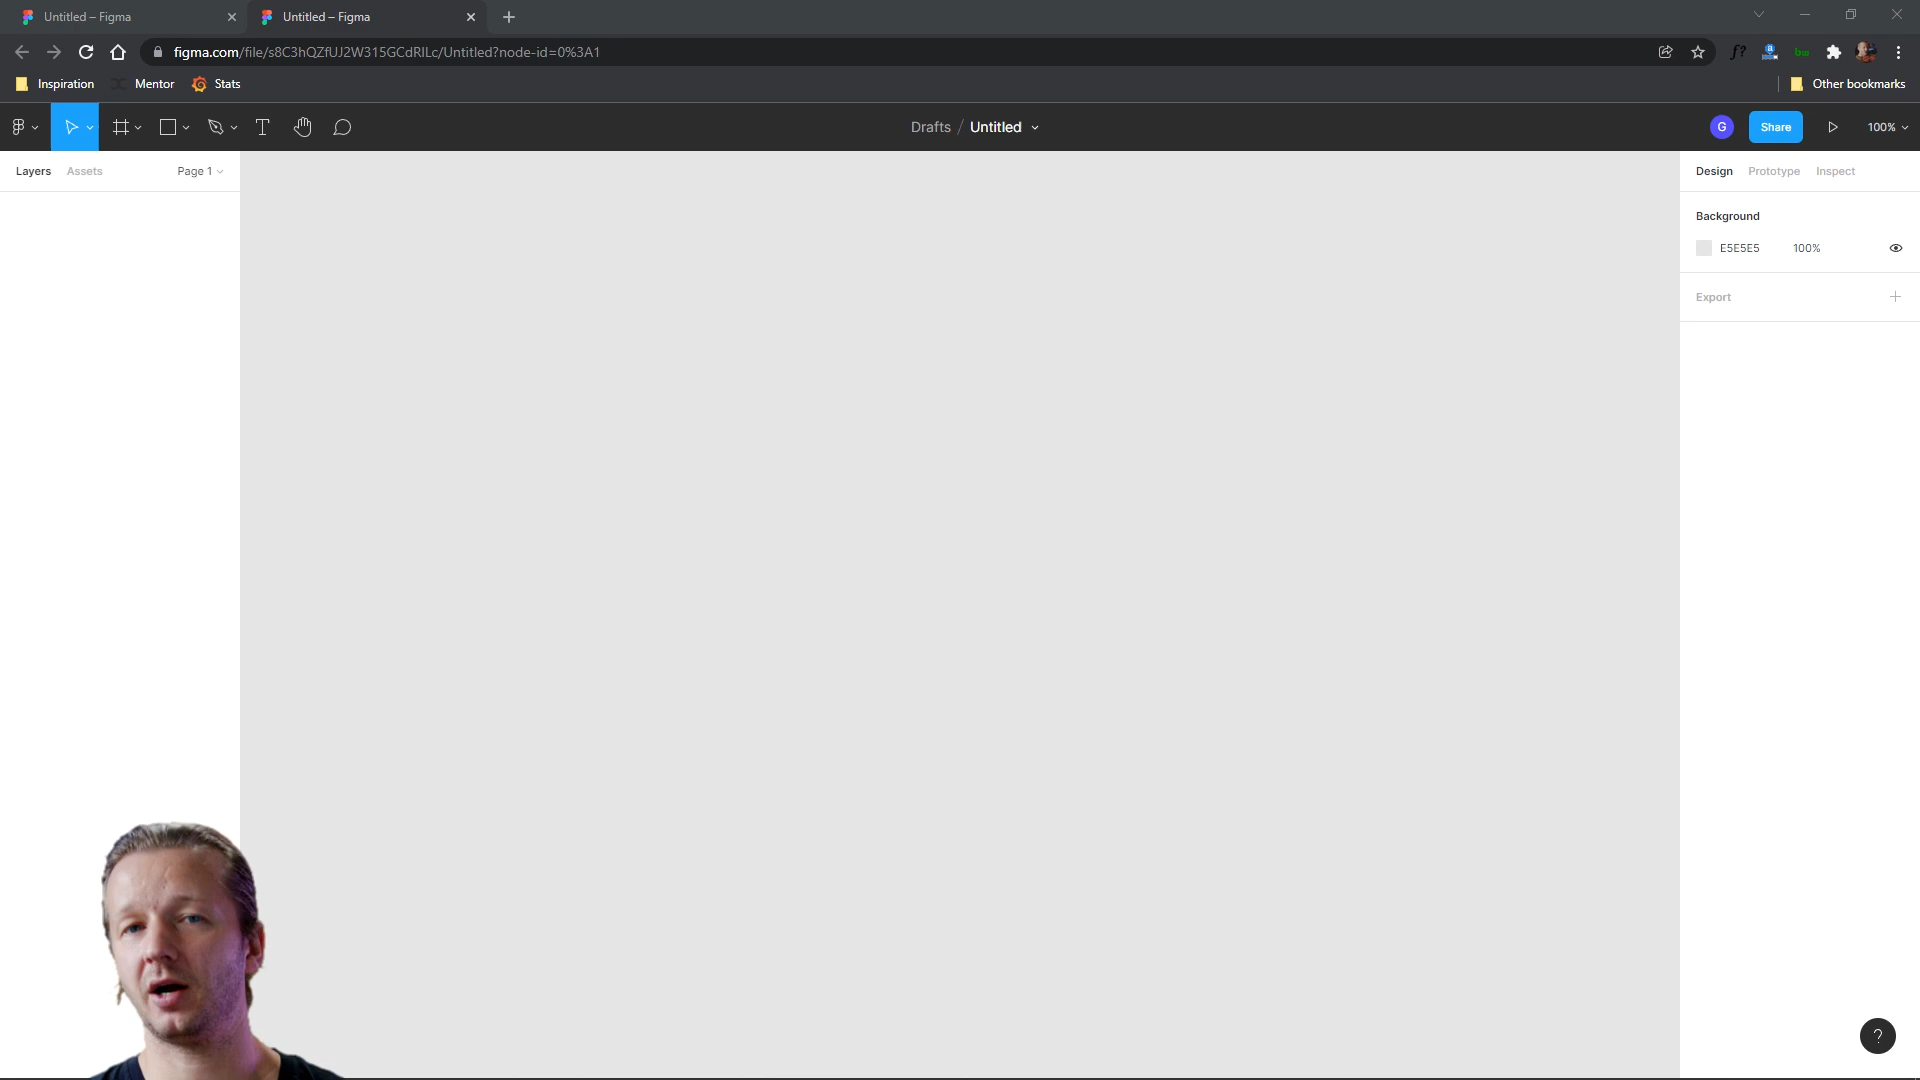 Untitled – Figma
Untitled – Figma
figma.com/file/s8C3hQZfUJ2W315GCdRILc/Untitled?node-id=0%3A1
f?
a
bw
Inspiration
Mentor
Stats
Other bookmarks
T
Drafts / Untitled
G
Share
100%
Layers
Assets
Page 1
Design
Prototype
Inspect
Background
E5E5E5
100%
Export
?